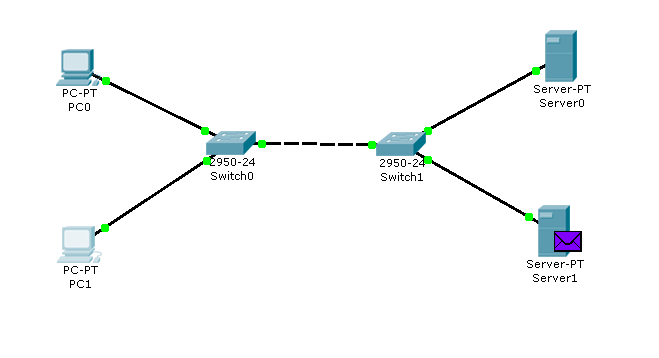 PC-PT
PC0
2950-24
Switch0
2950-24
Switch1
Server-PT
Server0
PC-PT
PC1
Server-PT
Server1